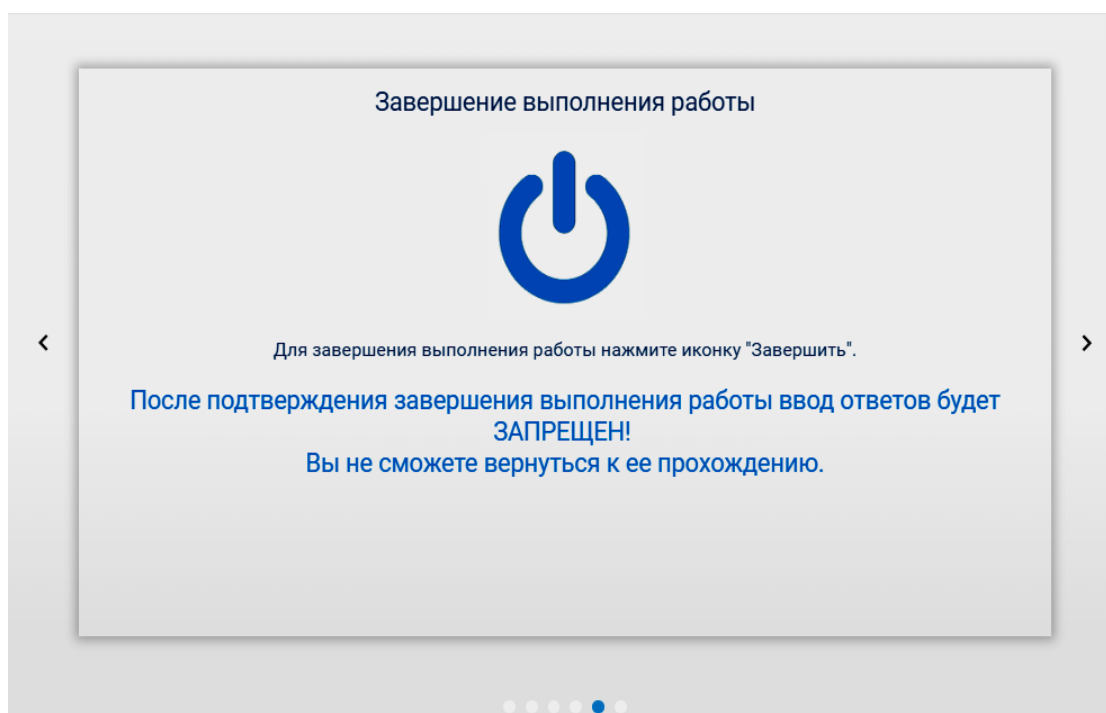 Завершение выполнения работы
Для завершения выполнения работы нажмите иконку "Завершить".
После подтверждения завершения выполнения работы ввод ответов будет
ЗАПРЕЩЕН!
Вы не сможете вернуться к ее прохождению.